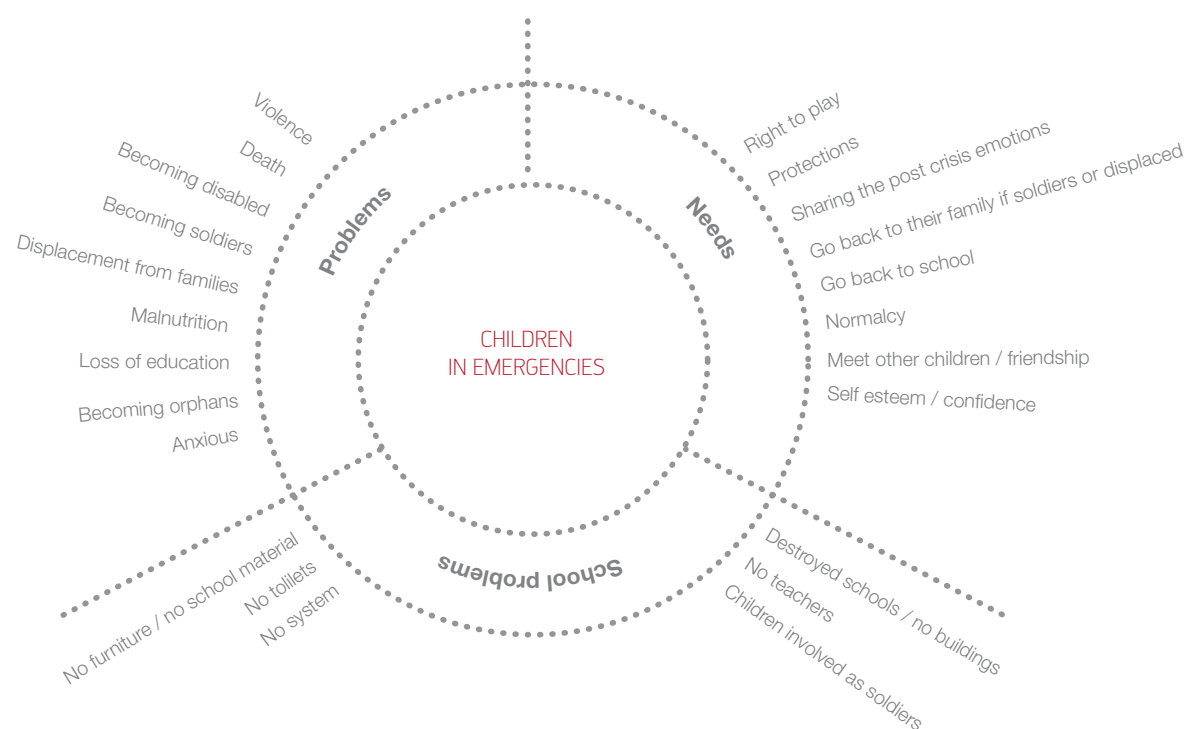 CHILDREN
IN EMERGENCIES
Problems
Violence
Death
Becoming disabled
Becoming soldiers
Displacement from families
Malnutrition
Loss of education
Becoming orphans
Anxious
Needs
Right to play
Protections
Sharing the post crisis emotions
Go back to their family if soldiers or displaced
Go back to school
Normalcy
Meet other children / friendship
Self esteem / confidence
School problems
No furniture / no school material
No tolilets
No system
Destroyed schools / no buildings
No teachers
Children involved as soldiers